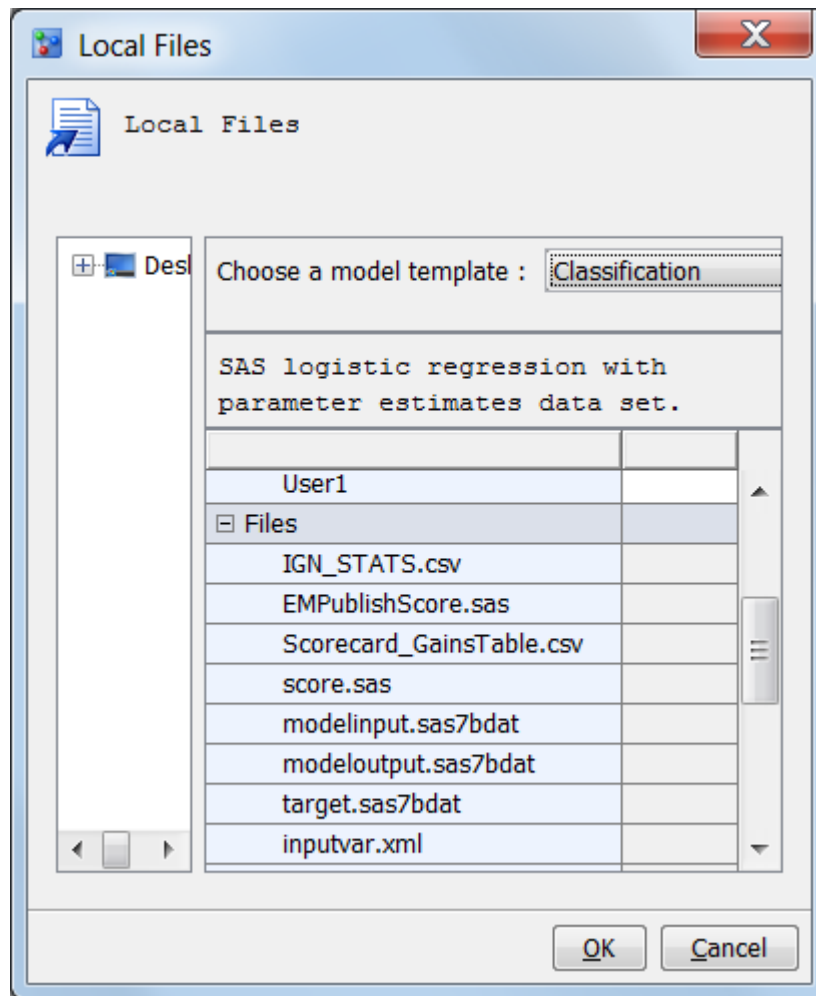 Local Files
Local Files
Desl
Choose a model template : Classification
SAS logistic regression with
parameter estimates data set.
User1
Files
IGN_STATS.csv
EMPublishScore.sas
Scorecard_GainsTable.csv
score.sas
modelinput.sas7bdat
modeloutput.sas7bdat
target.sas7bdat
inputvar.xml
OK Cancel